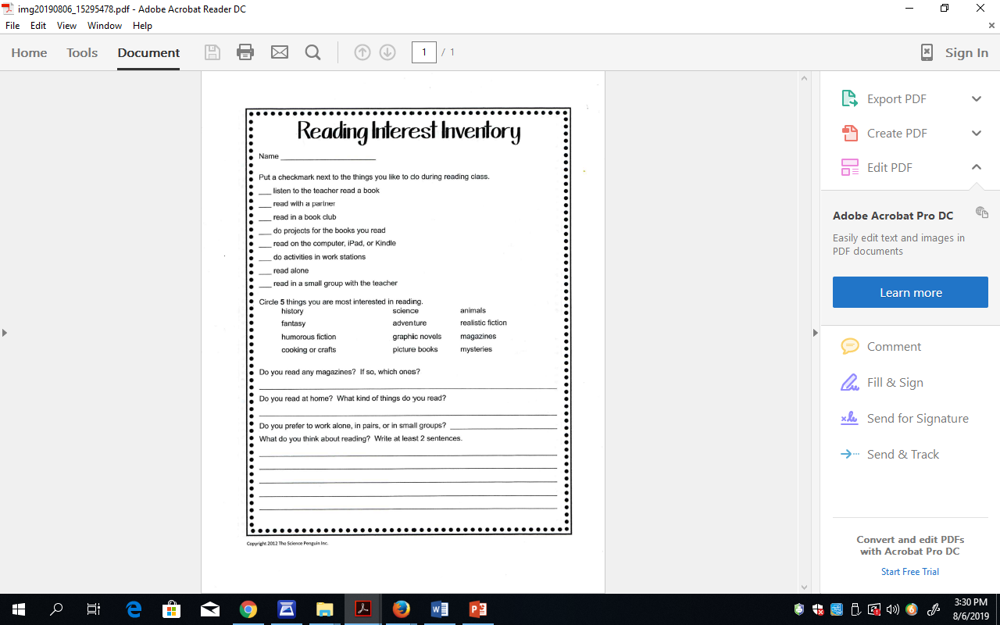 img20190806_15295478.pdf - Adobe Acrobat Reader DC
File Edit View Window Help
Home Tools Document 1 / 1 Sign In
Reading Interest Inventory
Name ____________________
Put a checkmark next to the things you like to do during reading class.
___ listen to the teacher read a book
___ read with a partner
___ read in a book club
___ do projects for the books you read
___ read on the computer, iPad, or Kindle
___ do activities in work stations
___ read alone
___ read in a small group with the teacher
Circle 5 things you are most interested in reading.
history science animals
fantasy adventure realistic fiction
humorous fiction graphic novels magazines
cooking or crafts picture books mysteries
Do you read any magazines? If so, which ones?
Do you read at home? What kind of things do you read?
Do you prefer to work alone, in pairs, or in small groups? ____________________
What do you think about reading? Write at least 2 sentences.
Copyright 2012 The Science Penguin Inc.
Export PDF
Create PDF
Edit PDF
Adobe Acrobat Pro DC
Easily edit text and images in
PDF documents
Learn more
Comment
Fill & Sign
Send for Signature
Send & Track
Convert and edit PDFs
with Acrobat Pro DC
Start Free Trial
3:30 PM
8/6/2019